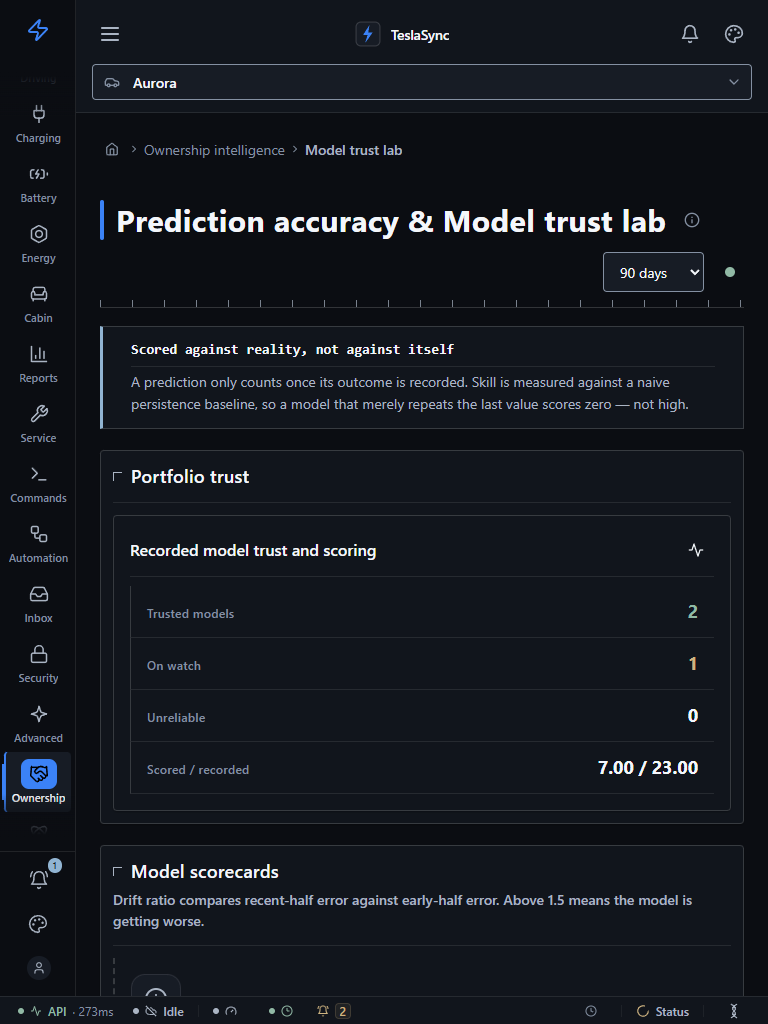 TeslaSync
Aurora
Charging
Battery
Energy
Cabin
Reports
Service
Commands
Automation
Inbox
Security
Advanced
Ownership
1
Ownership intelligence
Model trust lab
Prediction accuracy & Model trust lab
90 days
Scored against reality, not against itself
A prediction only counts once its outcome is recorded. Skill is measured against a naive
persistence baseline, so a model that merely repeats the last value scores zero — not high.
Portfolio trust
Recorded model trust and scoring
Trusted models 2
On watch 1
Unreliable 0
Scored / recorded 7.00 / 23.00
Model scorecards
Drift ratio compares recent-half error against early-half error. Above 1.5 means the model is
getting worse.
API · 273ms Idle 2 Status